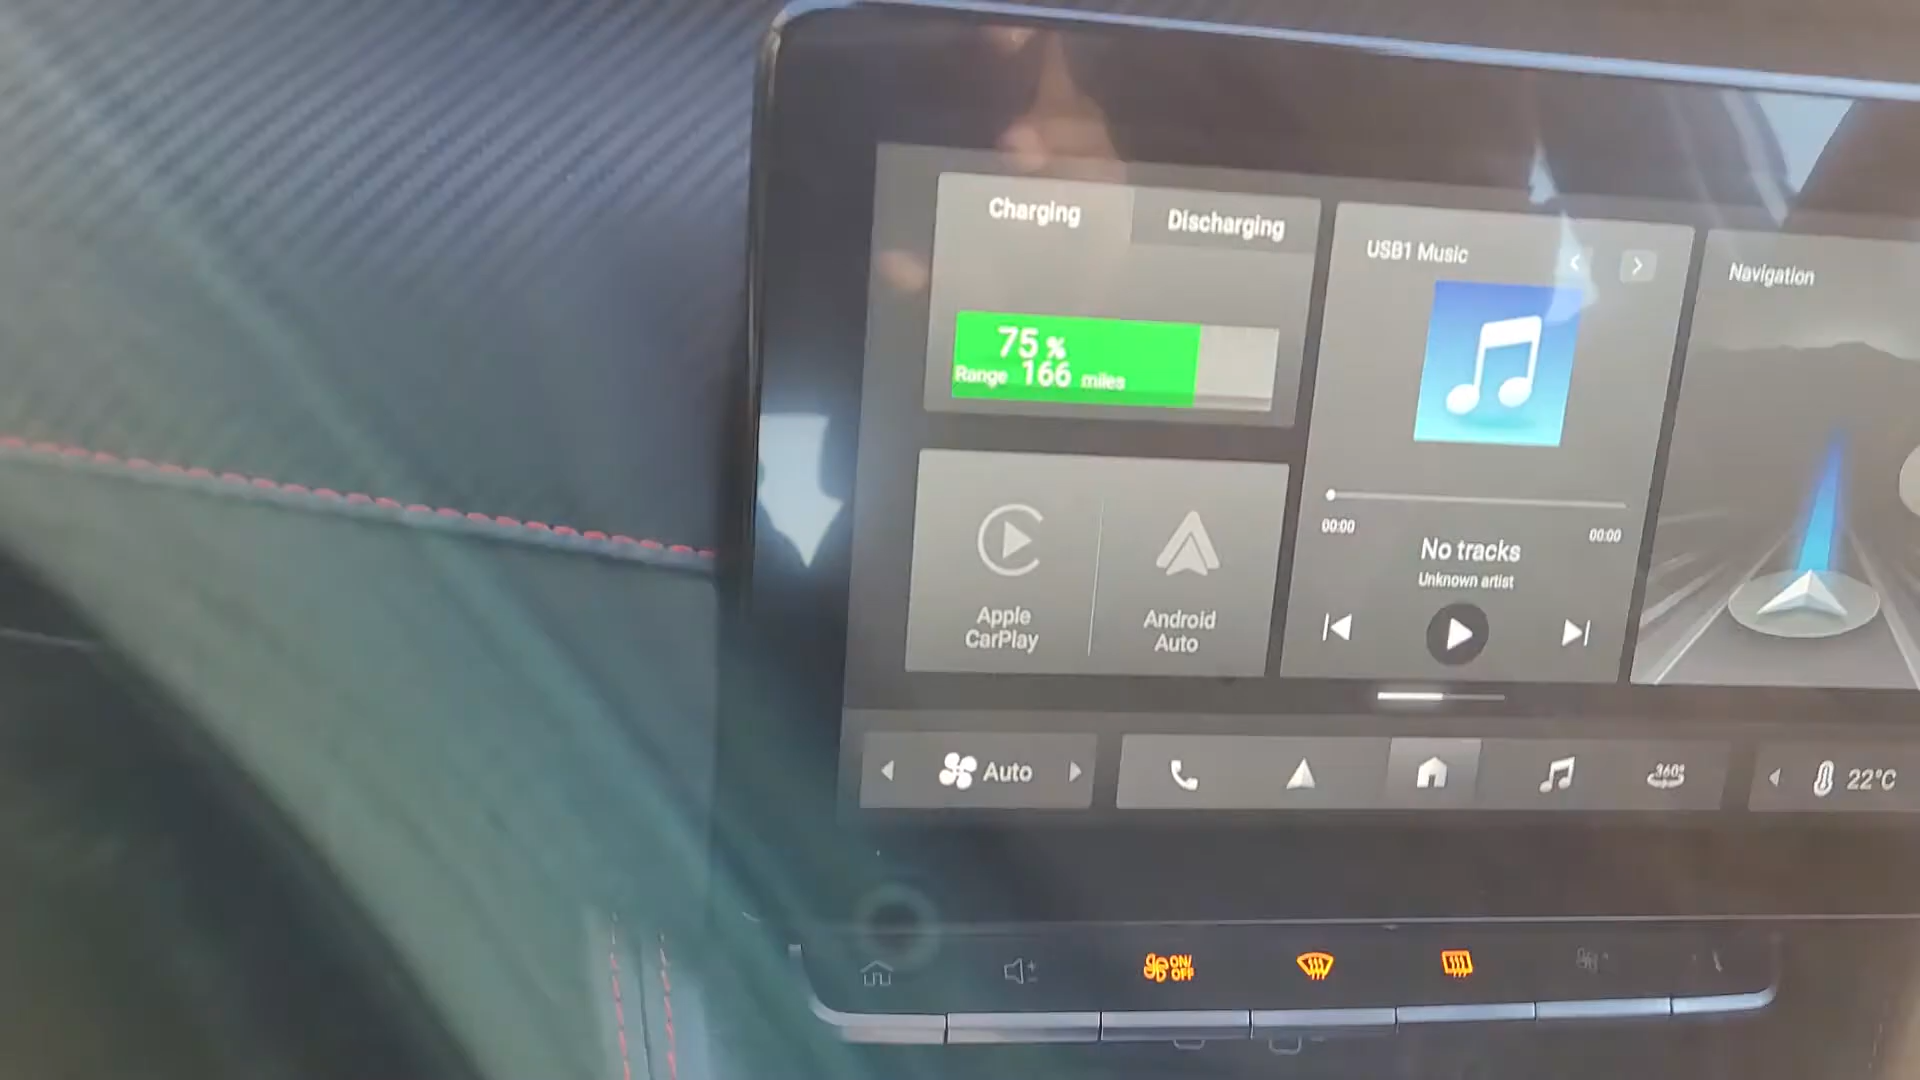 Charging
Discharging
75 %
Range 166 miles
USB1 Music
Navigation
00:00
00:00
No tracks
Unknown artist
Apple
CarPlay
Android
Auto
Auto
360°
22°C
ON/
OFF